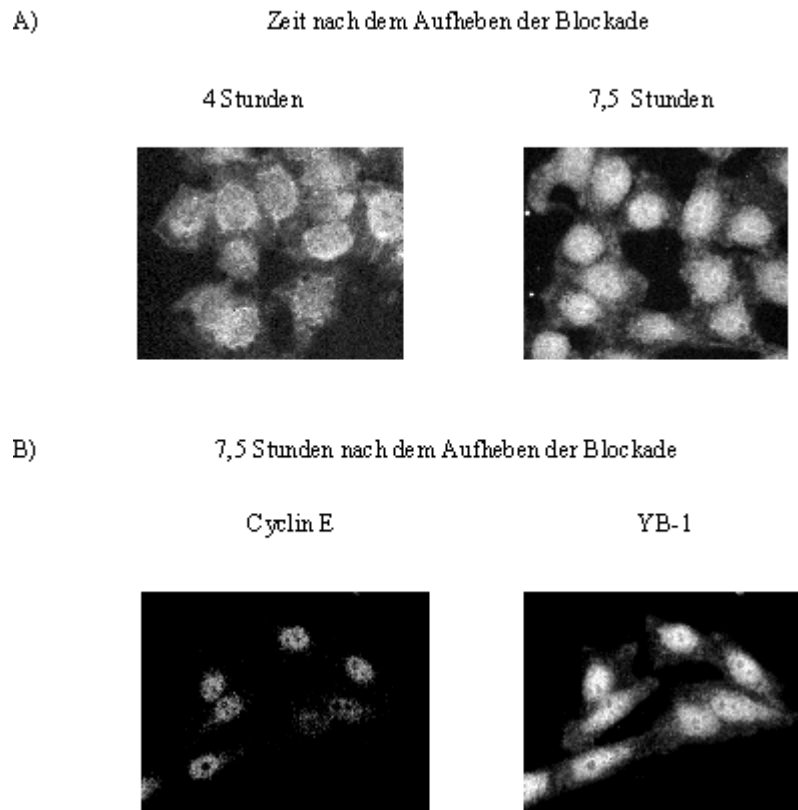 A) Zeit nach dem Aufheben der Blockade
4 Stunden 7,5 Stunden
B) 7,5 Stunden nach dem Aufheben der Blockade
Cyclin E YB-1